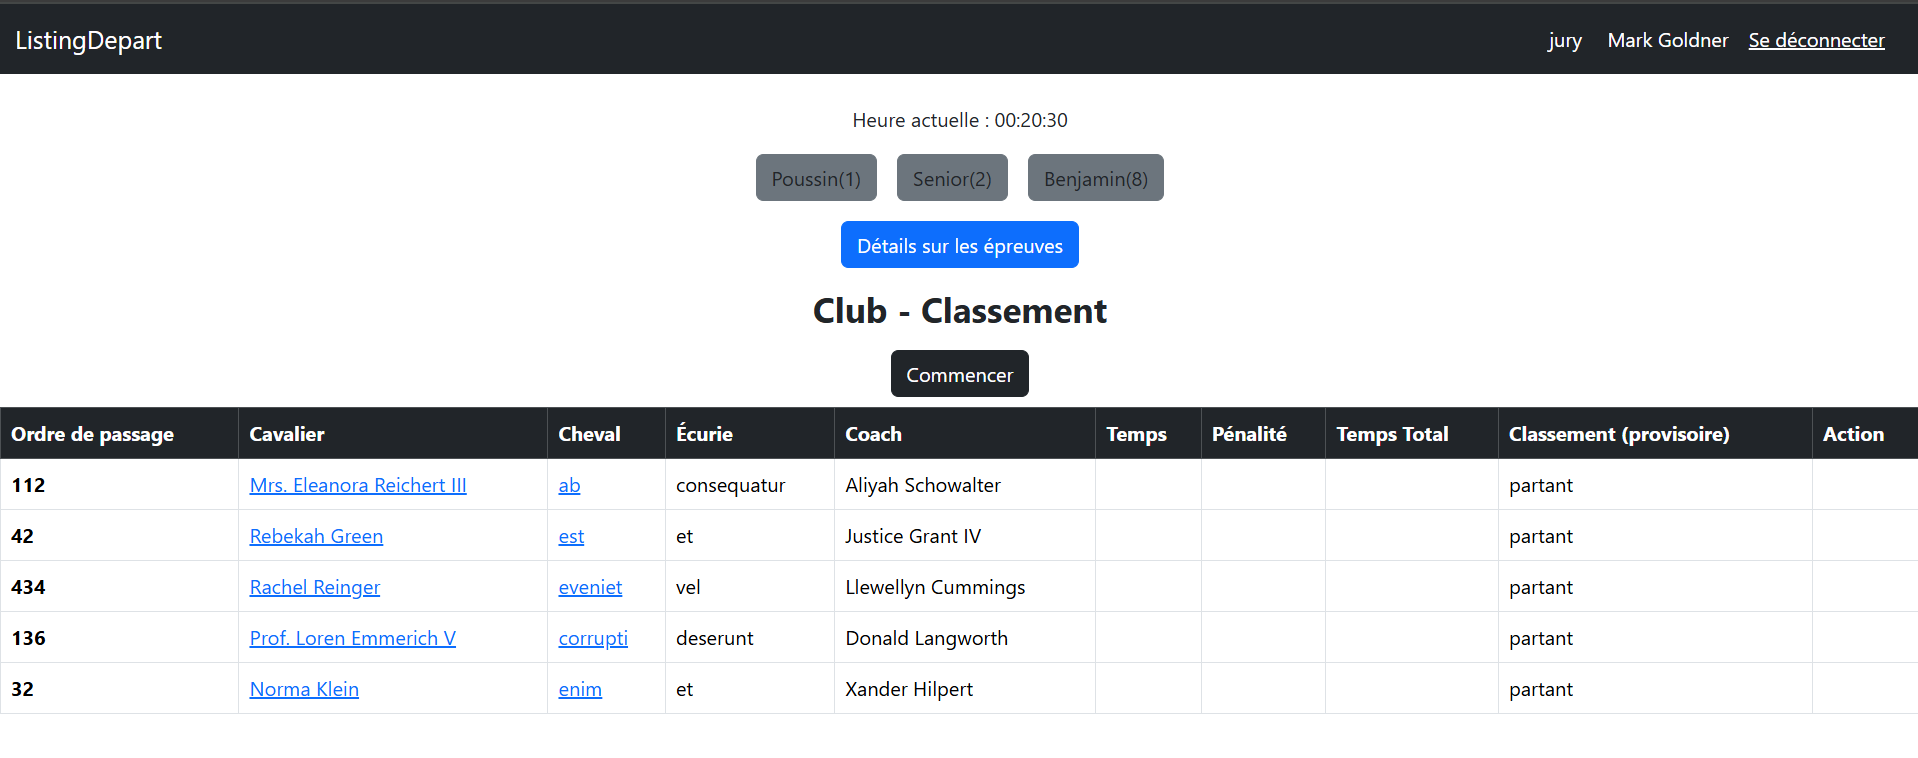 ListingDepart jury Mark Goldner Se déconnecter
Heure actuelle : 00:20:30
Poussin(1) Senior(2) Benjamin(8)
Détails sur les épreuves
Club - Classement
Commencer
Ordre de passage Cavalier Cheval Écurie Coach Temps Pénalité Temps Total Classement (provisoire) Action
112 Mrs. Eleanora Reichert III ab consequatur Aliyah Schowalter partant
42 Rebekah Green est et Justice Grant IV partant
434 Rachel Reinger eveniet vel Llewellyn Cummings partant
136 Prof. Loren Emmerich V corrupti deserunt Donald Langworth partant
32 Norma Klein enim et Xander Hilpert partant